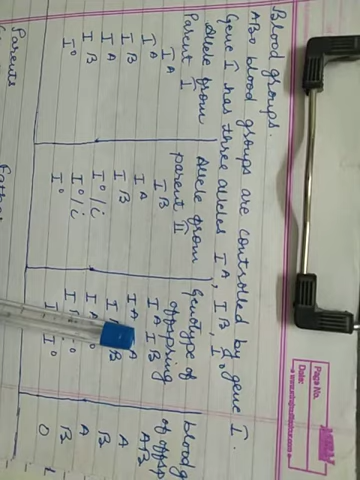 Page No.
Date:
Blood groups.
ABO blood groups are controlled by gene I.
Gene I has three alleles I^A, I^B, I^o
Allele from Parent I | Allele from parent II | Genotype of offspring | blood g of offsp
I^A | I^B | I^A I^B | AB
I^A | I^A | I^A | A
I^B | I^B | I B | B
I^A | I^o/i | I^A o | A
I^B | I^o/i | I | B
I^o | I^o | I I^o | O
Parents